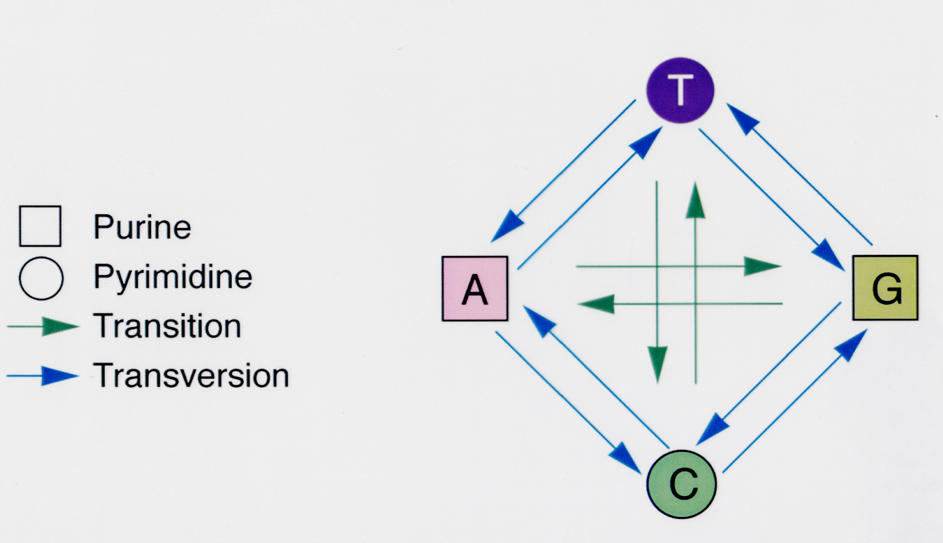 T
Purine
Pyrimidine
A
G
Transition
Transversion
C